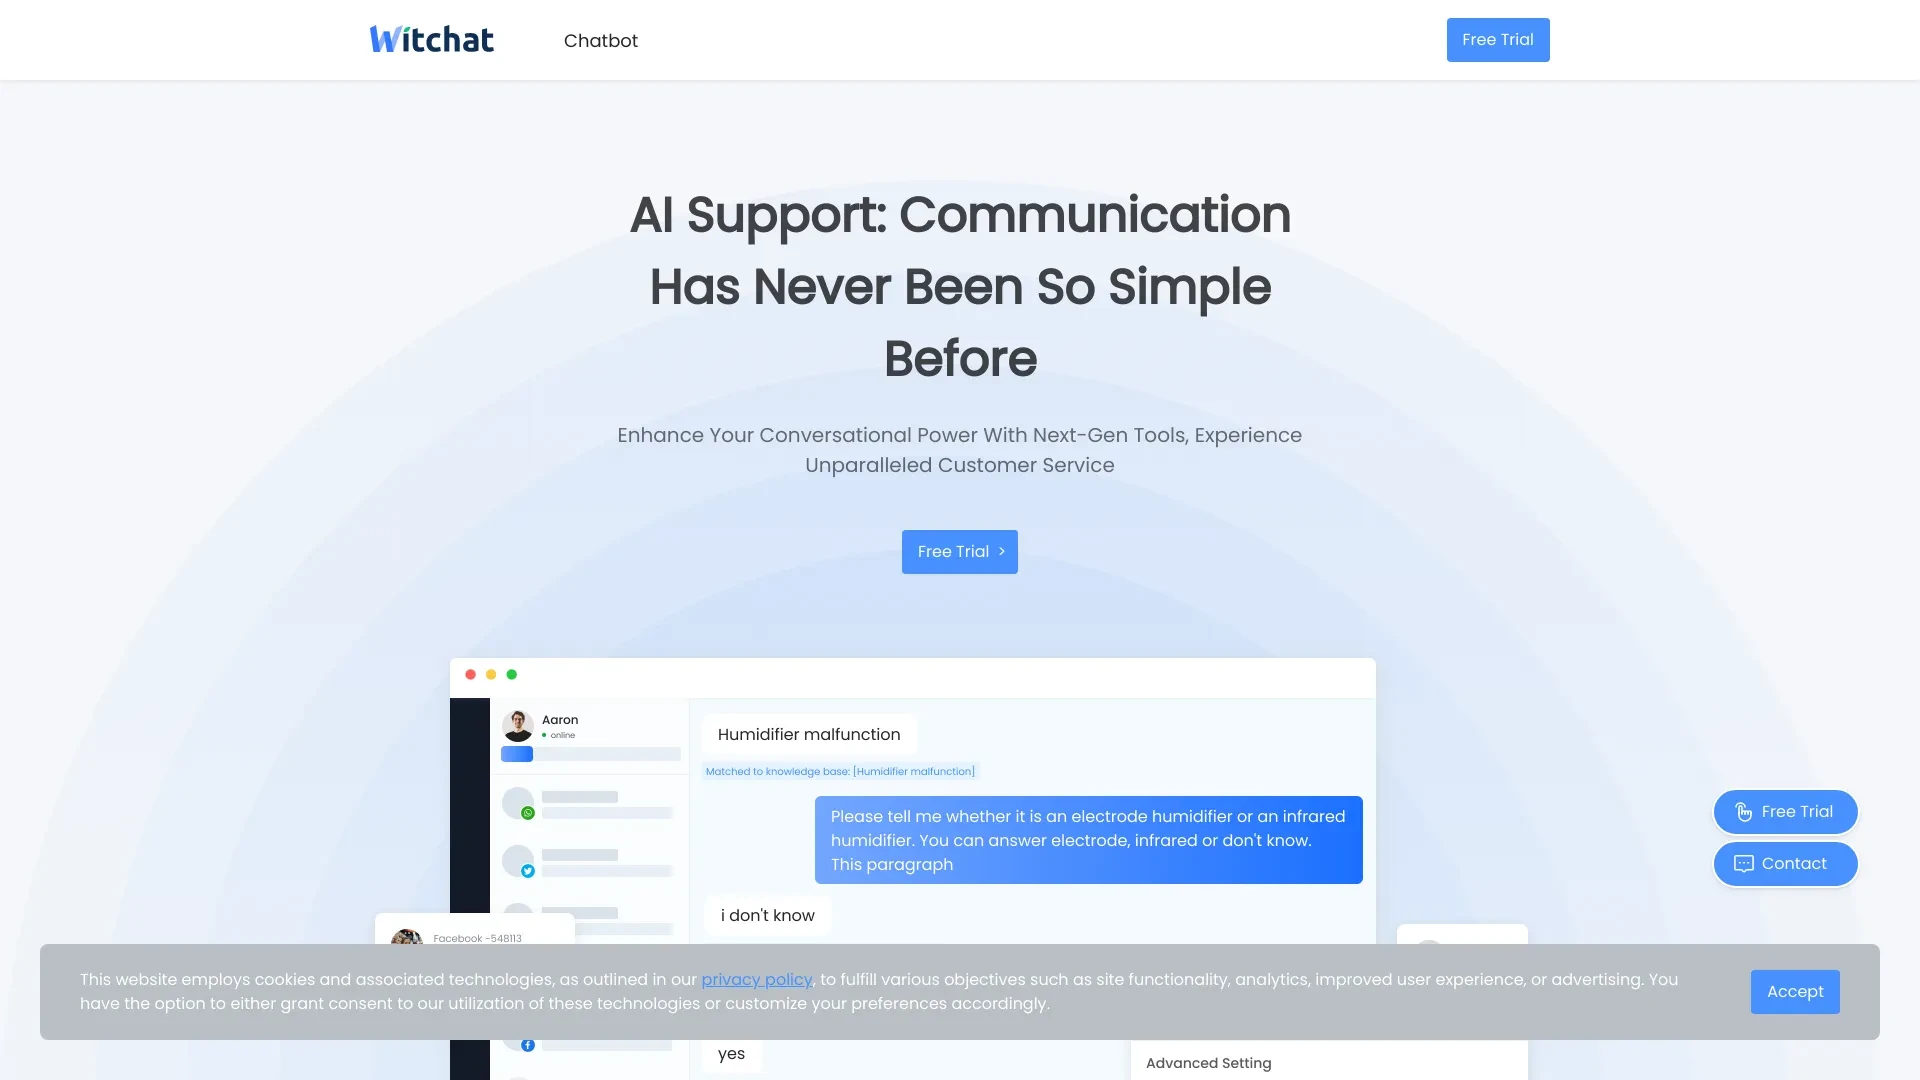 Witchat
Chatbot
Free Trial
AI Support: Communication
Has Never Been So Simple
Before
Enhance Your Conversational Power With Next-Gen Tools, Experience
Unparalleled Customer Service
Free Trial >
Aaron
online
Humidifier malfunction
Matched to knowledge base: [Humidifier malfunction]
Please tell me whether it is an electrode humidifier or an infrared
humidifier. You can answer electrode, infrared or don't know.
This paragraph
i don't know
Free Trial
Contact
Facebook -548113
This website employs cookies and associated technologies, as outlined in our privacy policy, to fulfill various objectives such as site functionality, analytics, improved user experience, or advertising. You
have the option to either grant consent to our utilization of these technologies or customize your preferences accordingly.
Accept
yes
Advanced Setting